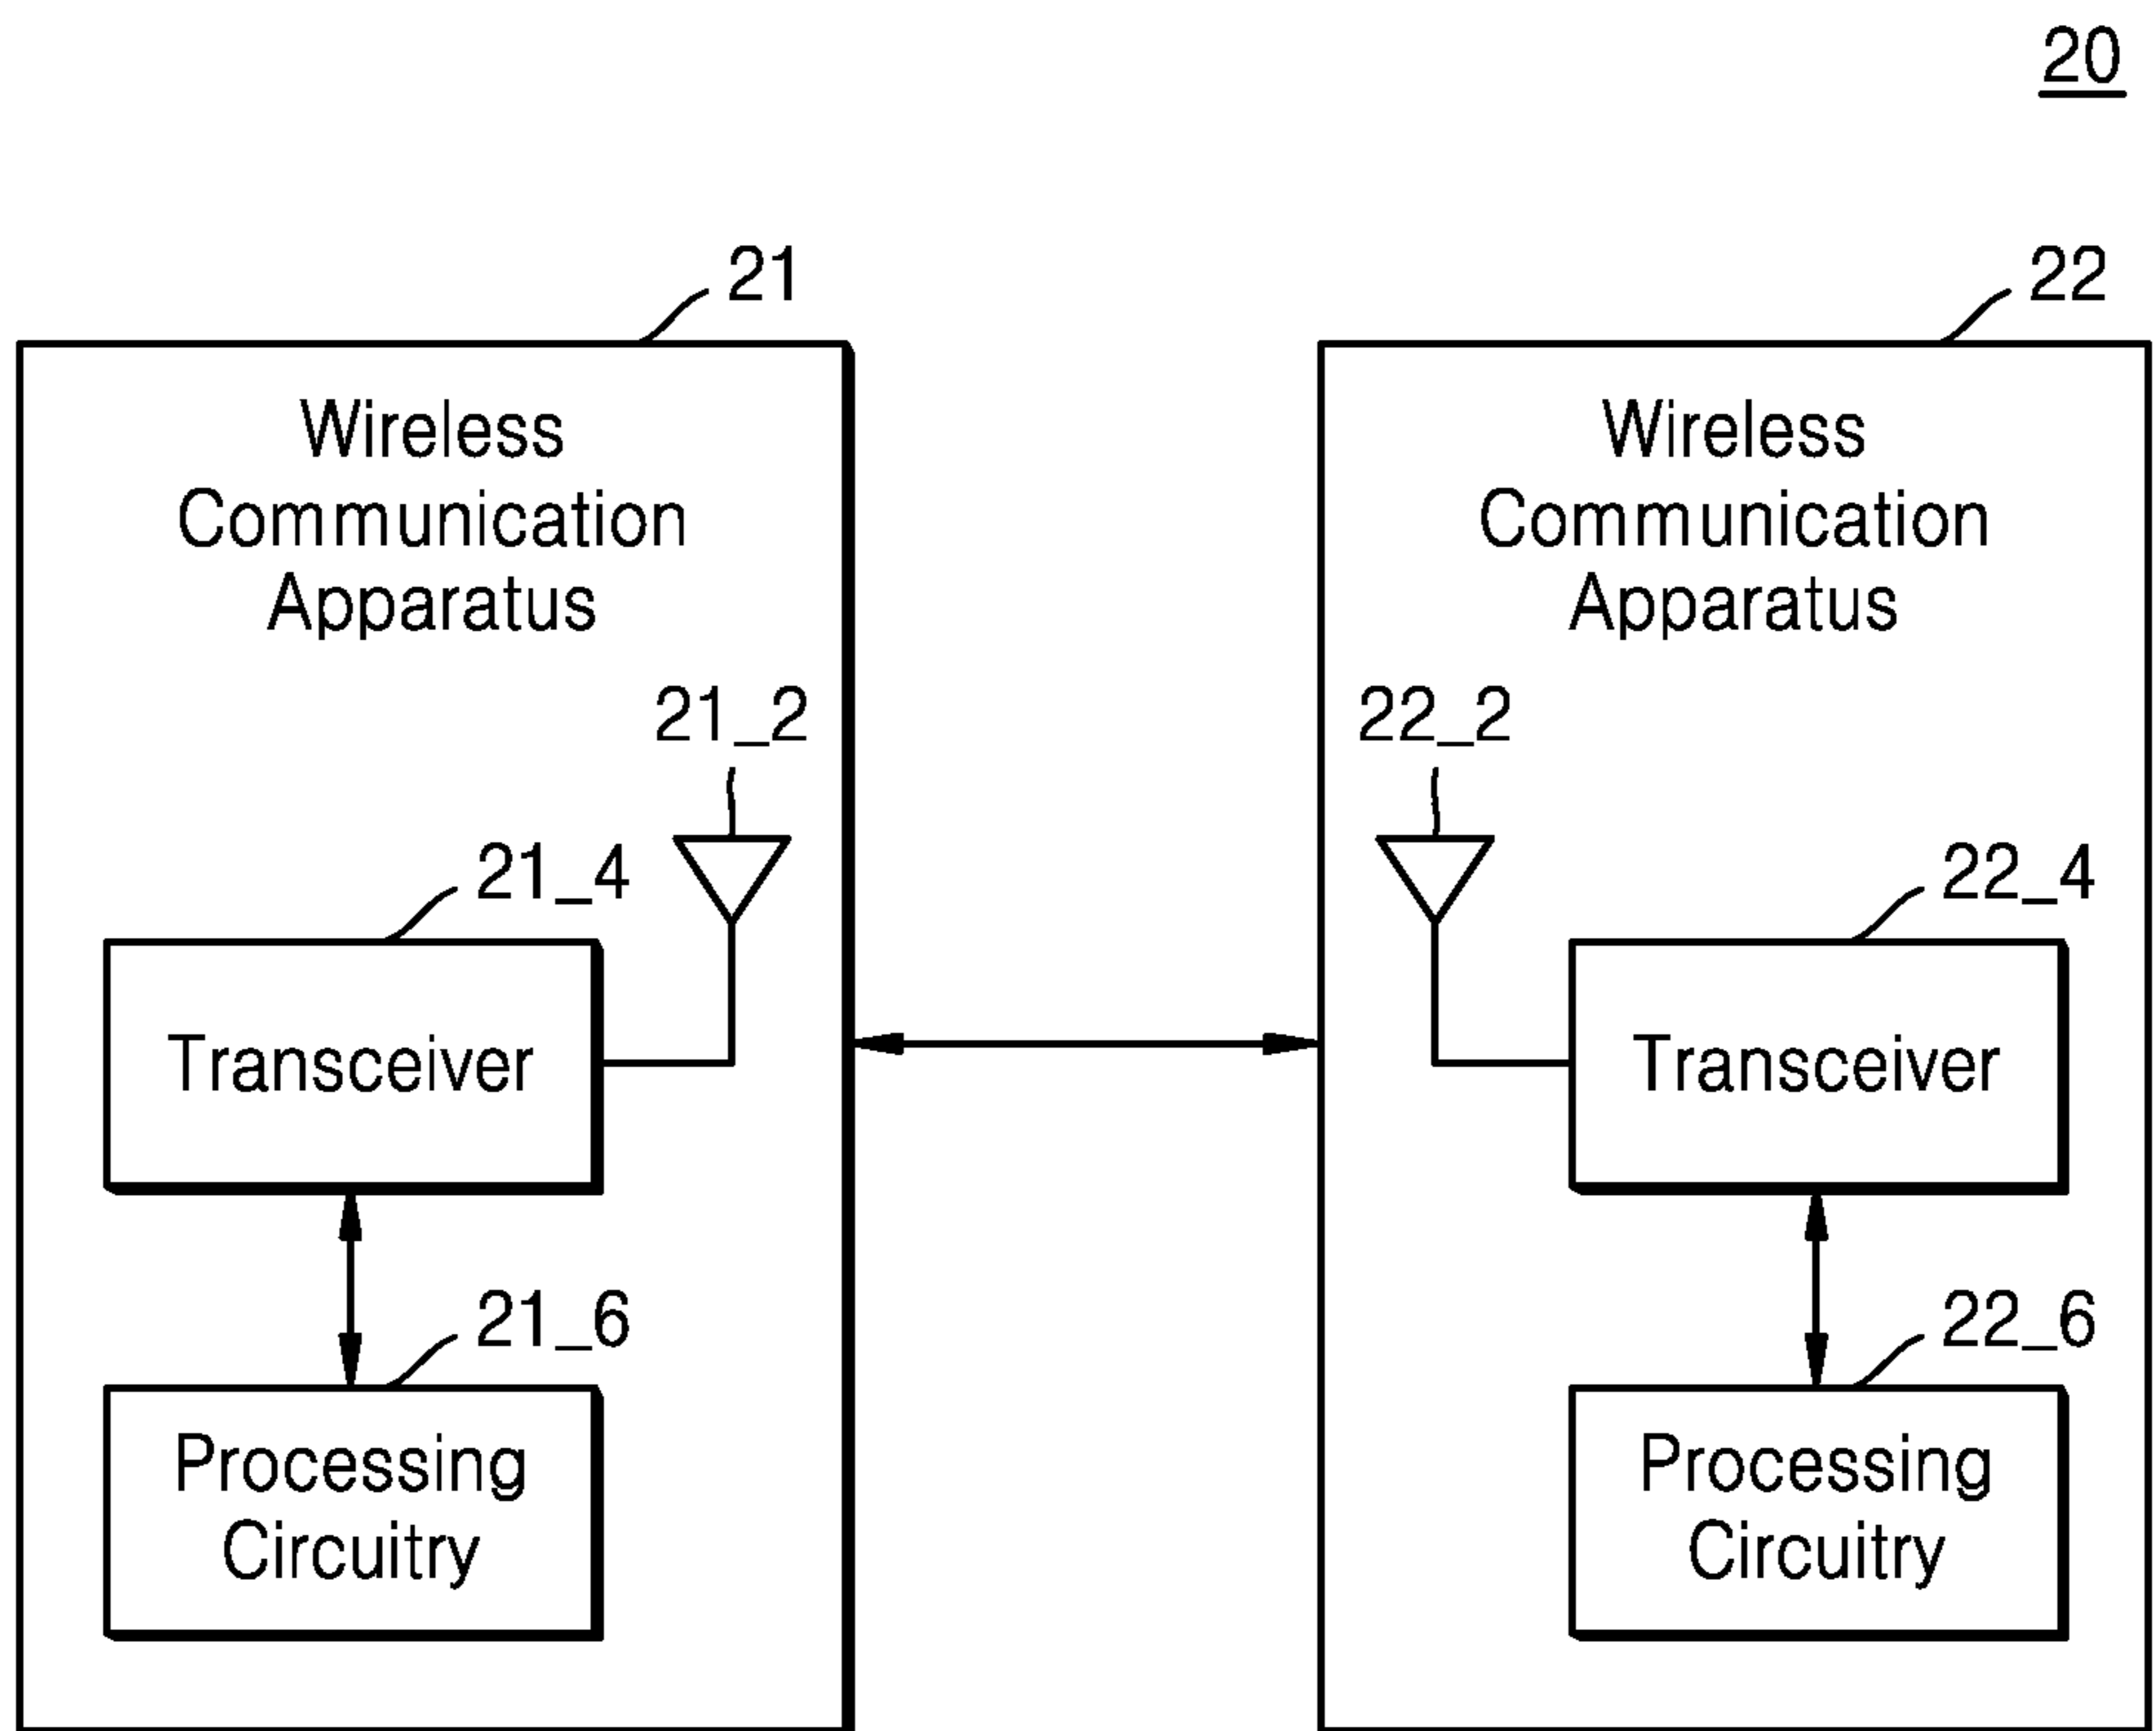 20
21
22
Wireless
Communication
Apparatus
Wireless
Communication
Apparatus
21_2
22_2
21_4
22_4
Transceiver
Transceiver
21_6
22_6
Processing
Circuitry
Processing
Circuitry